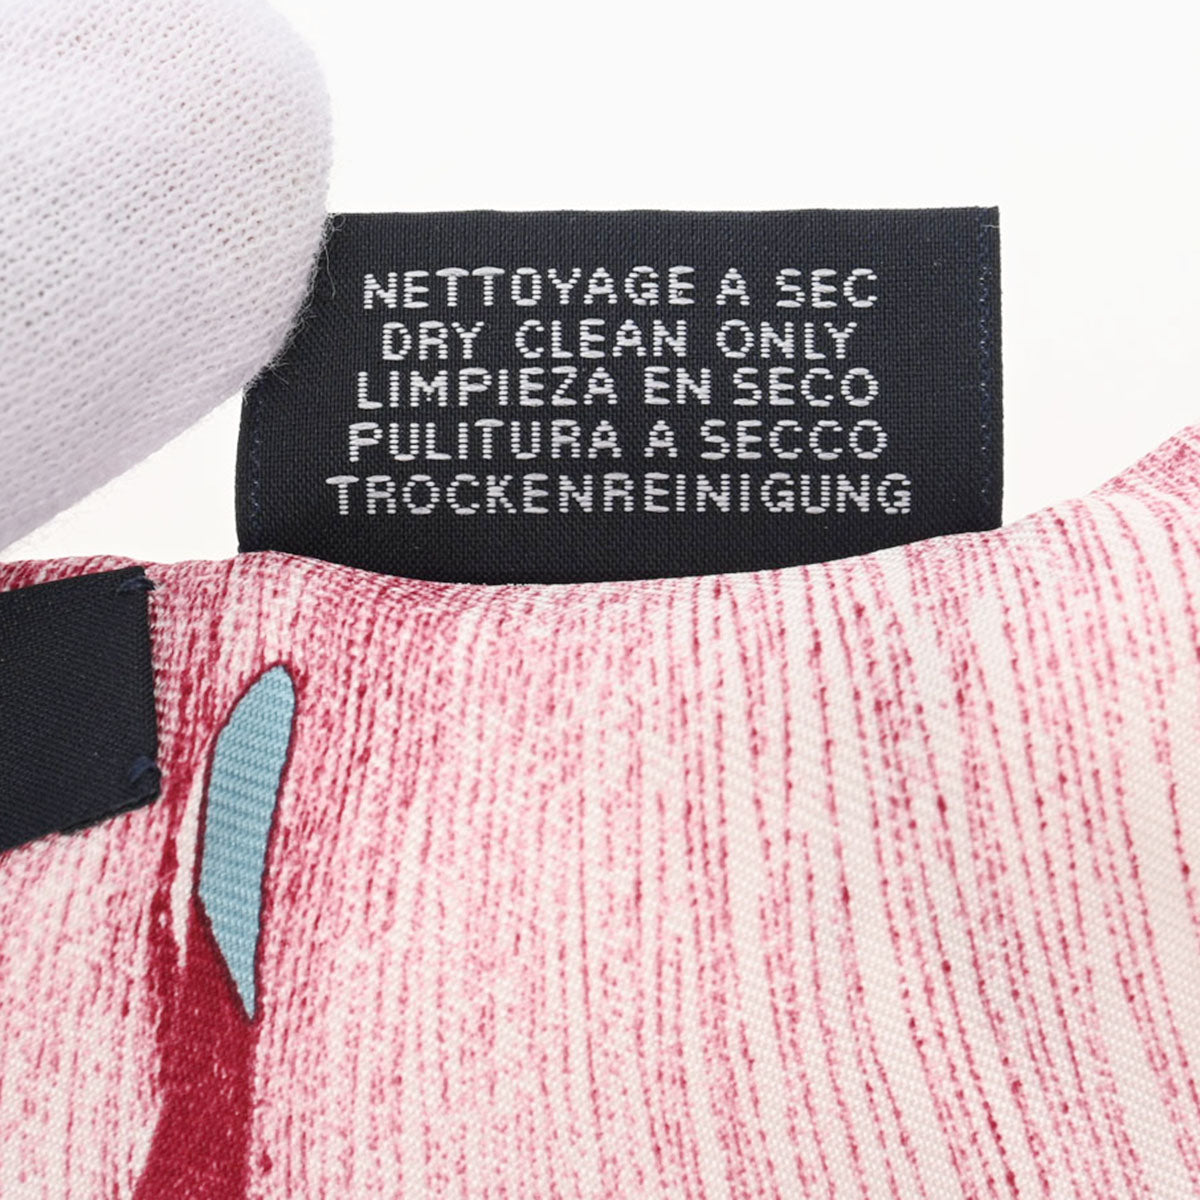 NETTOYAGE A SEC
DRY CLEAN ONLY
LIMPIEZA EN SECO
PULITURA A SECCO
TROCKENREINIGUNG